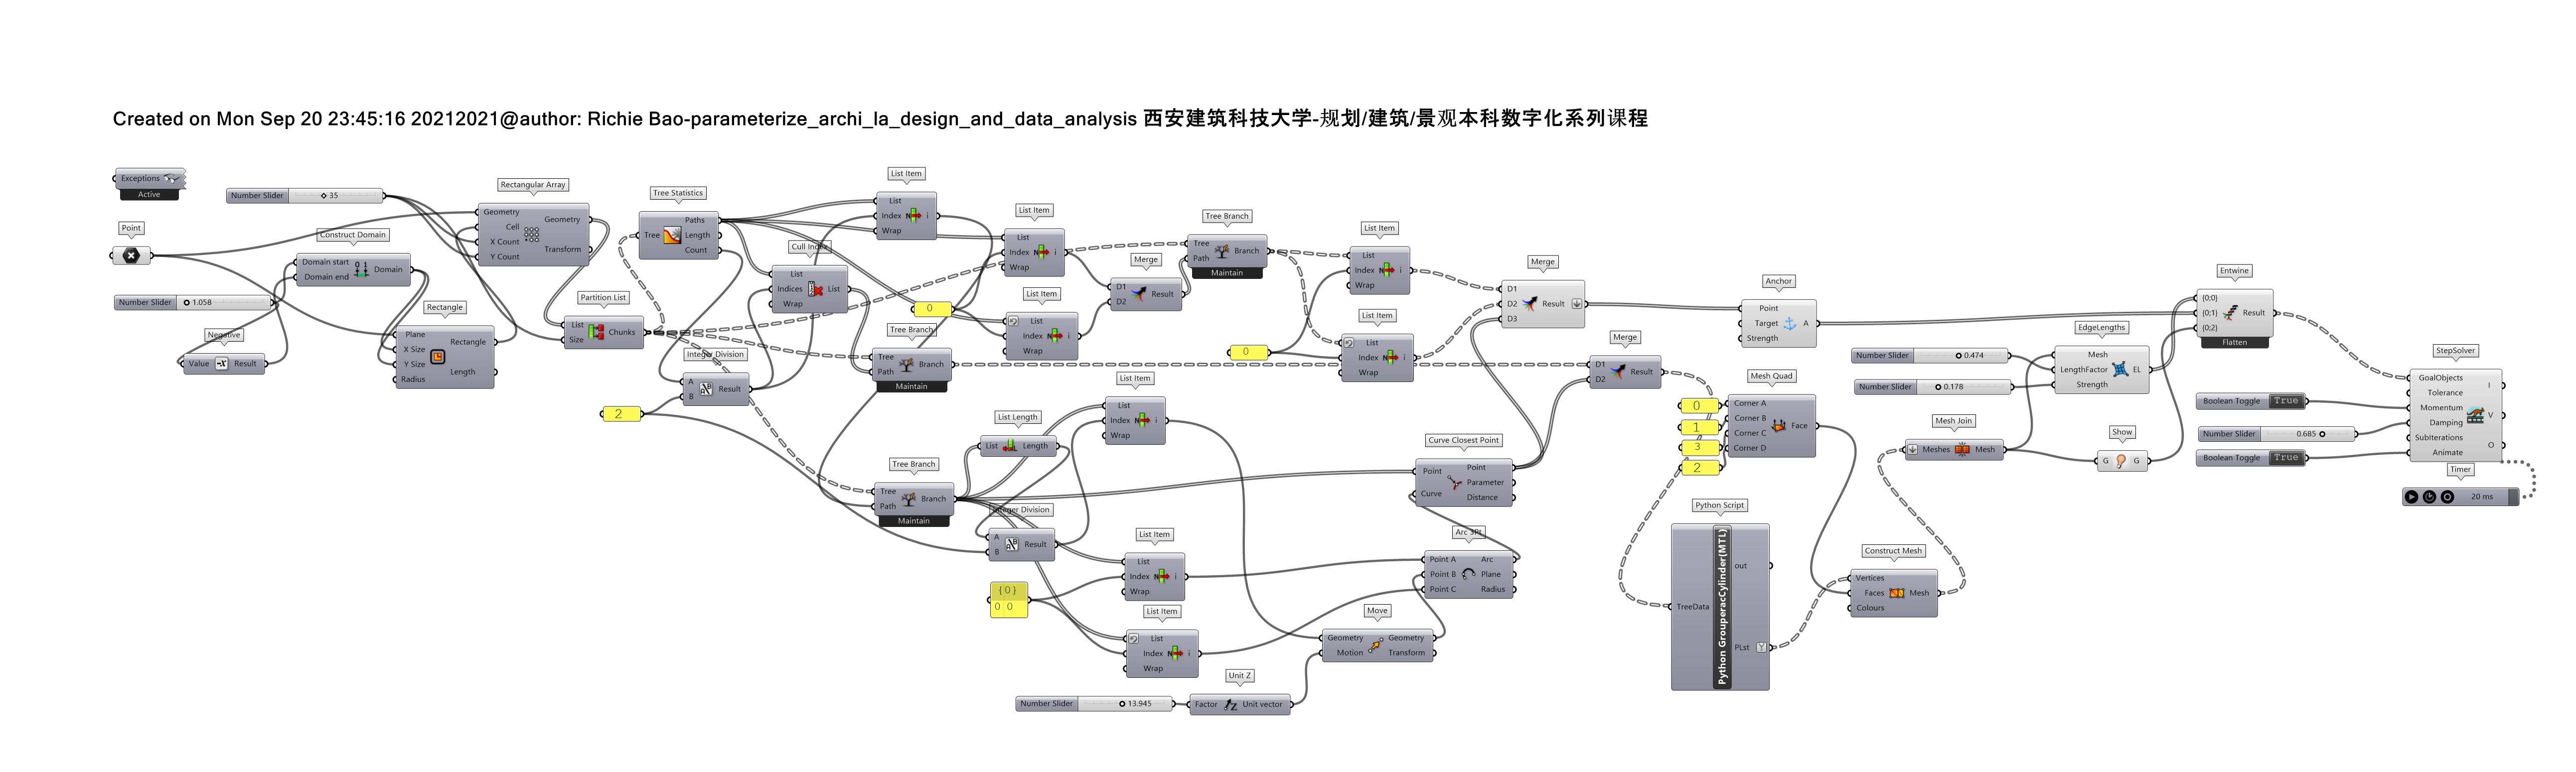 Created on Mon Sep 20 23:45:16 20212021@author: Richie Bao-parameterize_archi_la_design_and_data_analysis 西安建筑科技大学-规划/建筑/景观本科数字化系列课程
Exceptions
Active
Number Slider 35
Point
Construct Domain
Domain start
Domain end
Domain
Number Slider 1.058
Negative
Value Result
Rectangular Array
Geometry
Cell
X Count
Y Count
Geometry
Transform
Rectangle
Plane
X Size
Y Size
Radius
Rectangle
Length
Partition List
List
Size
Chunks
Tree Statistics
Tree
Paths
Length
Count
Integer Division
A
B
Result
2
Cull Index
List
Indices
Wrap
List
List Item
List
Index
Wrap
i
0
Tree Branch
Tree
Path
Branch
Maintain
Tree Branch
Tree
Path
Branch
Maintain
List Item
List
Index
Wrap
i
List Item
List
Index
Wrap
i
Merge
D1
D2
Result
Tree Branch
Tree
Path
Branch
Maintain
List Length
List Length
Integer Division
A
B
Result
{0}
0 0
List Item
List
Index
Wrap
i
List Item
List
Index
Wrap
i
List Item
List
Index
Wrap
i
Number Slider 13.945
Unit Z
Factor Unit vector
Move
Geometry
Motion
Geometry
Transform
0
List Item
List
Index
Wrap
i
List Item
List
Index
Wrap
i
Merge
D1
D2
D3
Result
Curve Closest Point
Point
Curve
Point
Parameter
Distance
Arc 3Pt
Point A
Point B
Point C
Arc
Plane
Radius
Merge
D1
D2
Result
Anchor
Point
Target
Strength
A
0
1
3
2
Mesh Quad
Corner A
Corner B
Corner C
Corner D
Face
Python Script
TreeData
Python GrouperacCylinder(MTL)
out
PLst
Construct Mesh
Vertices
Faces
Colours
Mesh
Number Slider 0.474
Number Slider 0.178
EdgeLengths
Mesh
LengthFactor
Strength
EL
Mesh Join
Meshes Mesh
Show
G G
Entwine
{0;0}
{0;1}
{0;2}
Result
Flatten
Boolean Toggle True
Number Slider 0.685
Boolean Toggle True
StepSolver
GoalObjects
Tolerance
Momentum
Damping
SubIterations
Animate
I
V
O
Timer
20 ms